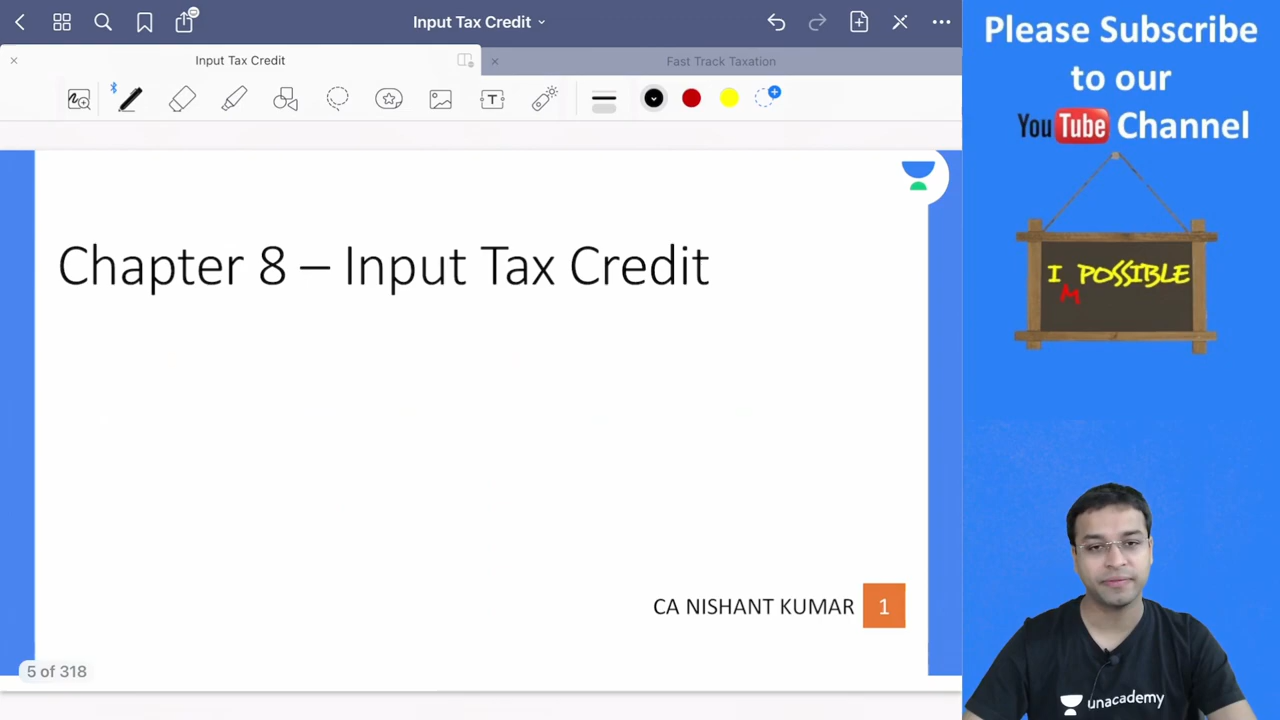 Input Tax Credit
Input Tax Credit
Fast Track Taxation
T
Chapter 8 – Input Tax Credit
CA NISHANT KUMAR 1
5 of 318
Please Subscribe
to our
YouTube Channel
I POSSIBLE
M
unacademy